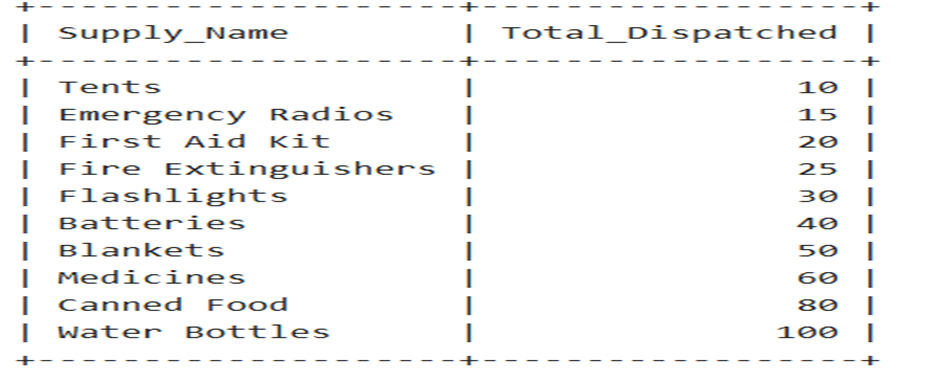 +---------------------+------------------+
| Supply_Name         | Total_Dispatched |
+---------------------+------------------+
| Tents               |               10 |
| Emergency Radios    |               15 |
| First Aid Kit       |               20 |
| Fire Extinguishers  |               25 |
| Flashlights         |               30 |
| Batteries           |               40 |
| Blankets            |               50 |
| Medicines           |               60 |
| Canned Food         |               80 |
| Water Bottles       |              100 |
+---------------------+------------------+